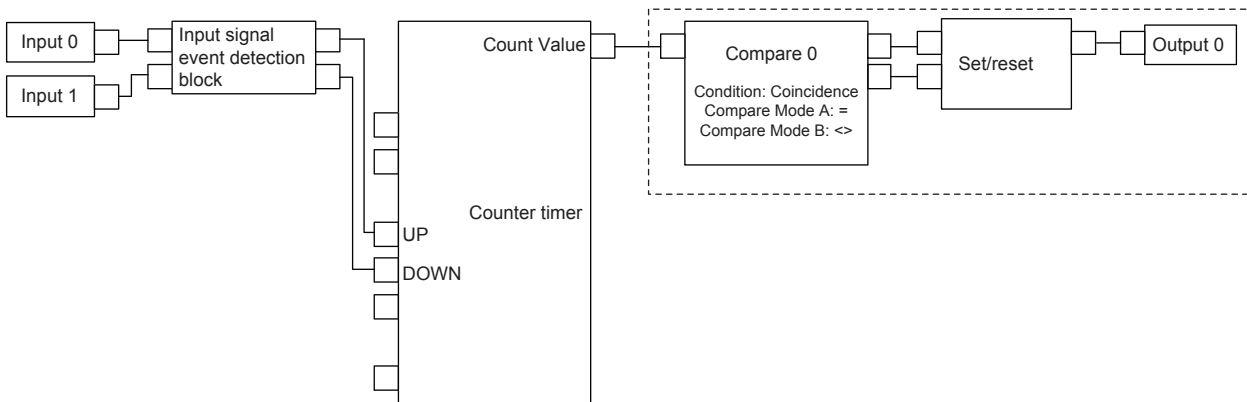 Input 0
Input 1
Input signal
event detection
block
UP
DOWN
Count Value
Counter timer
Compare 0
Condition: Coincidence
Compare Mode A: =
Compare Mode B: <>
Set/reset
Output 0